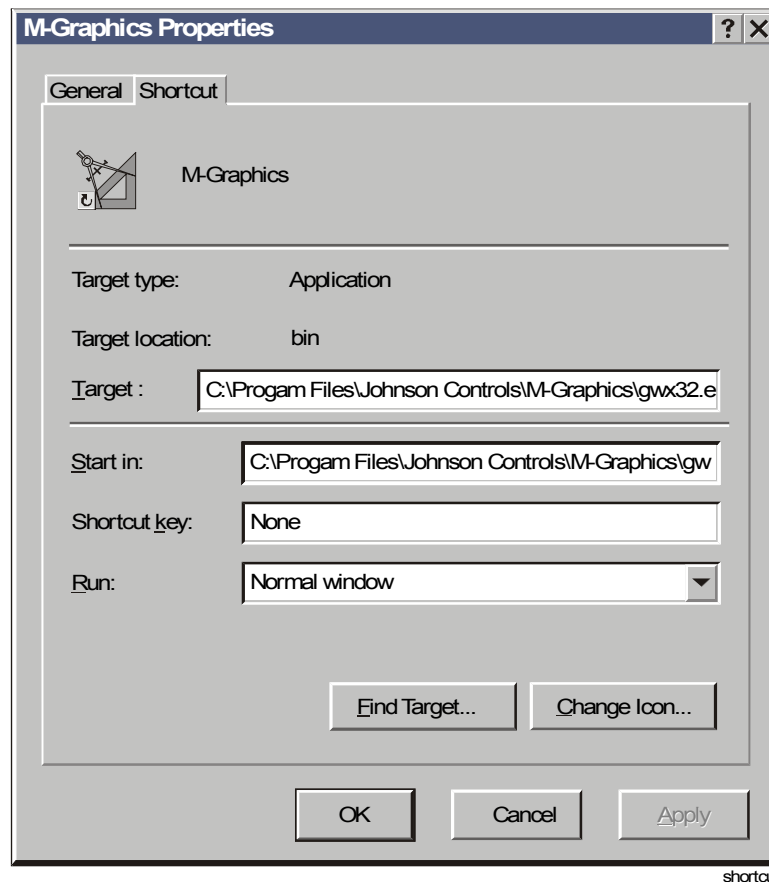 M-Graphics Properties ? X
General Shortcut
M-Graphics
Target type: Application
Target location: bin
Target : C:\Progam Files\Johnson Controls\M-Graphics\gwx32.e
Start in: C:\Progam Files\Johnson Controls\M-Graphics\gw
Shortcut key: None
Run: Normal window
Find Target... Change Icon...
OK Cancel Apply
shortcu